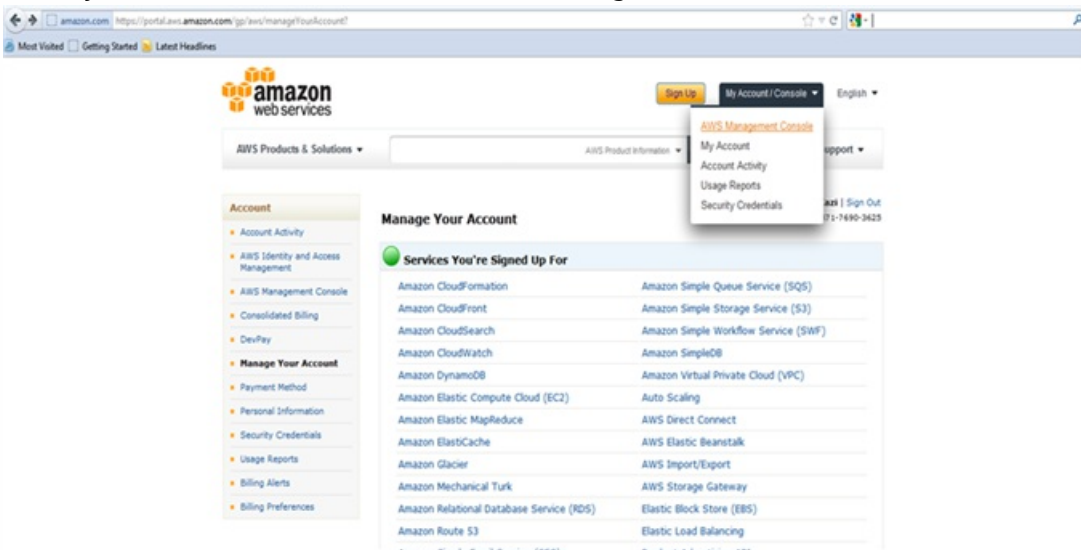 amazon.com https://portal.aws.amazon.com/gp/aws/manageYourAccount?
Most Visited Getting Started Latest Headlines
amazon
web services
Sign Up My Account / Console English
AWS Management Console
My Account
Account Activity
Usage Reports
Security Credentials
AWS Products & Solutions AWS Product Information upport
azi | Sign Out
71-7690-3625
Account
Account Activity
AWS Identity and Access
Management
AWS Management Console
Consolidated Billing
DevPay
Manage Your Account
Payment Method
Personal Information
Security Credentials
Usage Reports
Billing Alerts
Billing Preferences
Manage Your Account
Services You're Signed Up For
Amazon CloudFormation Amazon Simple Queue Service (SQS)
Amazon CloudFront Amazon Simple Storage Service (S3)
Amazon CloudSearch Amazon Simple Workflow Service (SWF)
Amazon CloudWatch Amazon SimpleDB
Amazon DynamoDB Amazon Virtual Private Cloud (VPC)
Amazon Elastic Compute Cloud (EC2) Auto Scaling
Amazon Elastic MapReduce AWS Direct Connect
Amazon ElastiCache AWS Elastic Beanstalk
Amazon Glacier AWS Import/Export
Amazon Mechanical Turk AWS Storage Gateway
Amazon Relational Database Service (RDS) Elastic Block Store (EBS)
Amazon Route 53 Elastic Load Balancing